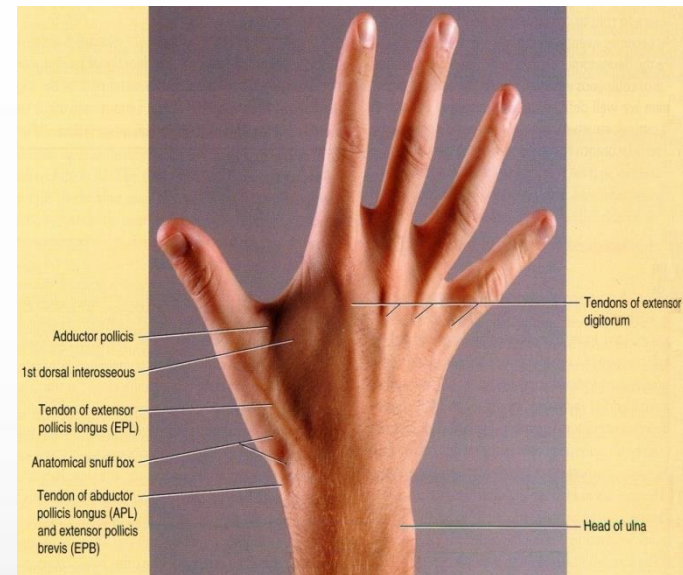 Adductor pollicis
1st dorsal interosseous
Tendon of extensor
pollicis longus (EPL)
Anatomical snuff box
Tendon of abductor
pollicis longus (APL)
and extensor pollicis
brevis (EPB)
Tendons of extensor
digitorum
Head of ulna